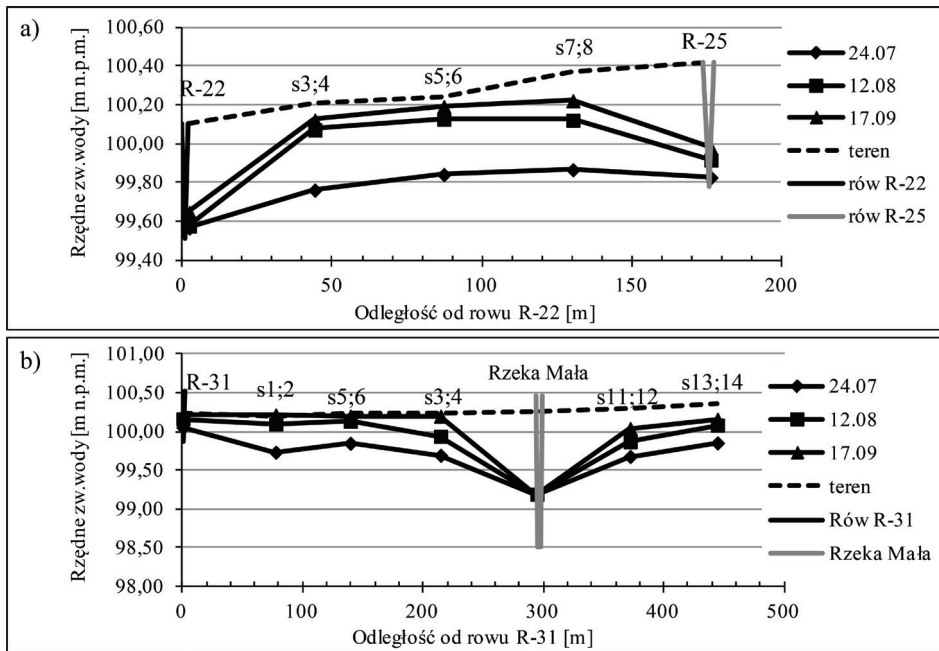 a)
Rzędne zw.wody [m n.p.m.]
100,60
100,40
100,20
100,00
99,80
99,60
99,40
R-22
s3;4
s5;6
s7;8
R-25
0
50
100
150
200
Odległość od rowu R-22 [m]
24.07
12.08
17.09
teren
rów R-22
rów R-25
b)
Rzędne zw.wody [m n.p.m.]
101,00
100,50
100,00
99,50
99,00
98,50
98,00
R-31
s1;2
s5;6
s3;4
Rzeka Mała
s11;12
s13;14
0
100
200
300
400
500
Odległość od rowu R-31 [m]
24.07
12.08
17.09
teren
Rów R-31
Rzeka Mała